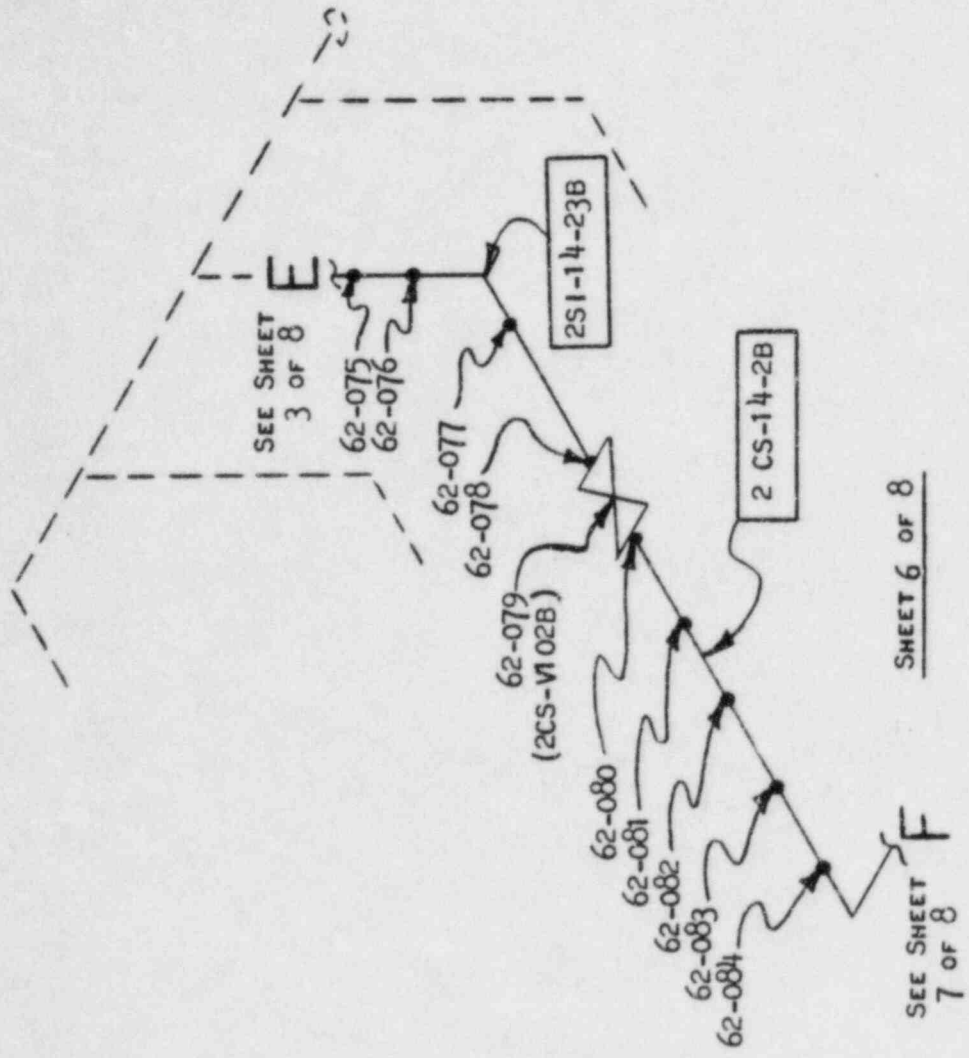 SEE SHEET
3 OF 8
E
62-075
62-076
62-077
62-078
2SI-14-23B
62-079
(2CS-V102B)
62-080
62-081
62-082
62-083
62-084
2 CS-14-2B
SEE SHEET
7 OF 8
F
SHEET 6 OF 8